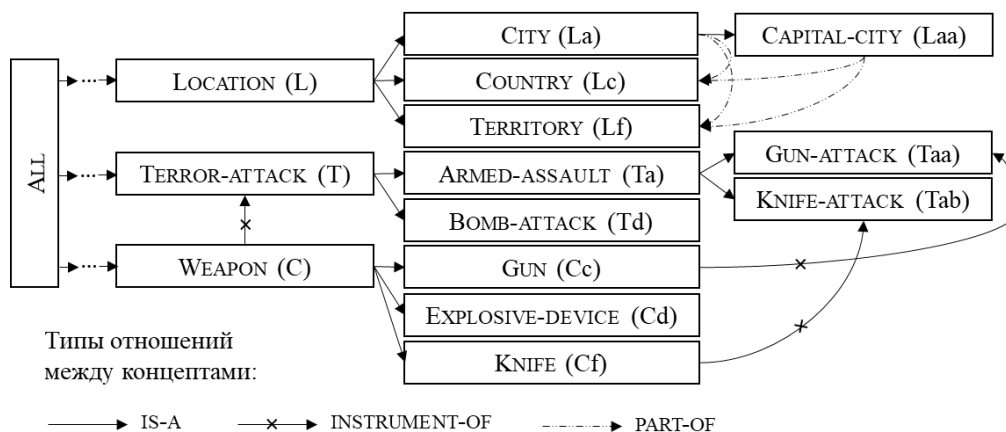 CITY (La)
CAPITAL-CITY (Laa)
LOCATION (L)
COUNTRY (Lc)
TERRITORY (Lf)
ALL
TERROR-ATTACK (T)
ARMED-ASSAULT (Ta)
GUN-ATTACK (Taa)
KNIFE-ATTACK (Tab)
BOMB-ATTACK (Td)
WEAPON (C)
GUN (Cc)
EXPLOSIVE-DEVICE (Cd)
KNIFE (Cf)
Типы отношений
между концептами:
IS-A INSTRUMENT-OF PART-OF